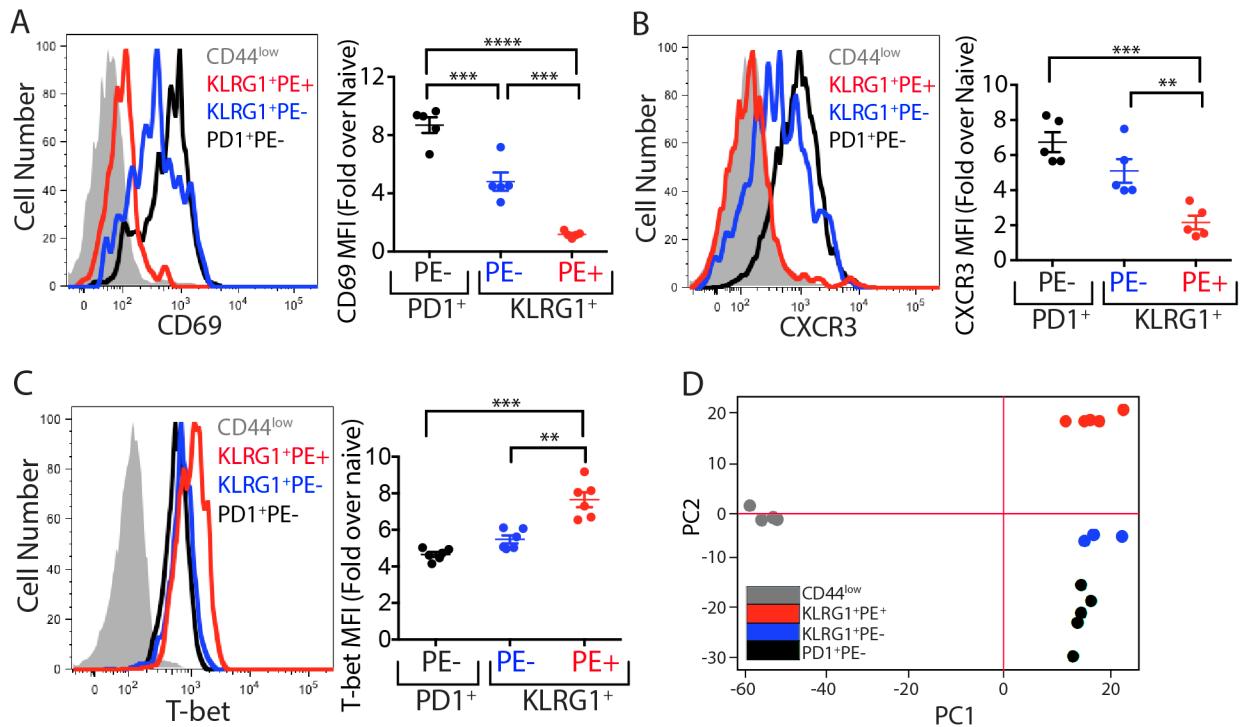 A
100
80
60
40
20
0
Cell Number
CD44low
KLRG1+PE+
KLRG1+PE-
PD1+PE-
0 10² 10³ 10⁴ 10⁵
CD69
CD69 MFI (Fold over Naive)
12
8
4
0
****
*** ***
PE- PE- PE+
PD1+ KLRG1+
B
100
80
60
40
20
0
Cell Number
CD44low
KLRG1+PE+
KLRG1+PE-
PD1+PE-
0 10² 10³ 10⁴ 10⁵
CXCR3
CXCR3 MFI (Fold over Naive)
10
8
6
4
2
0
***
**
PE- PE- PE+
PD1+ KLRG1+
C
100
80
60
40
20
0
Cell Number
CD44low
KLRG1+PE+
KLRG1+PE-
PD1+PE-
0 10² 10³ 10⁴ 10⁵
T-bet
T-bet MFI (Fold over naive)
10
8
6
4
2
0
***
**
PE- PE- PE+
PD1+ KLRG1+
D
PC2
20
10
0
-10
-20
-30
CD44low
KLRG1+PE+
KLRG1+PE-
PD1+PE-
-60 -40 -20 0 20
PC1